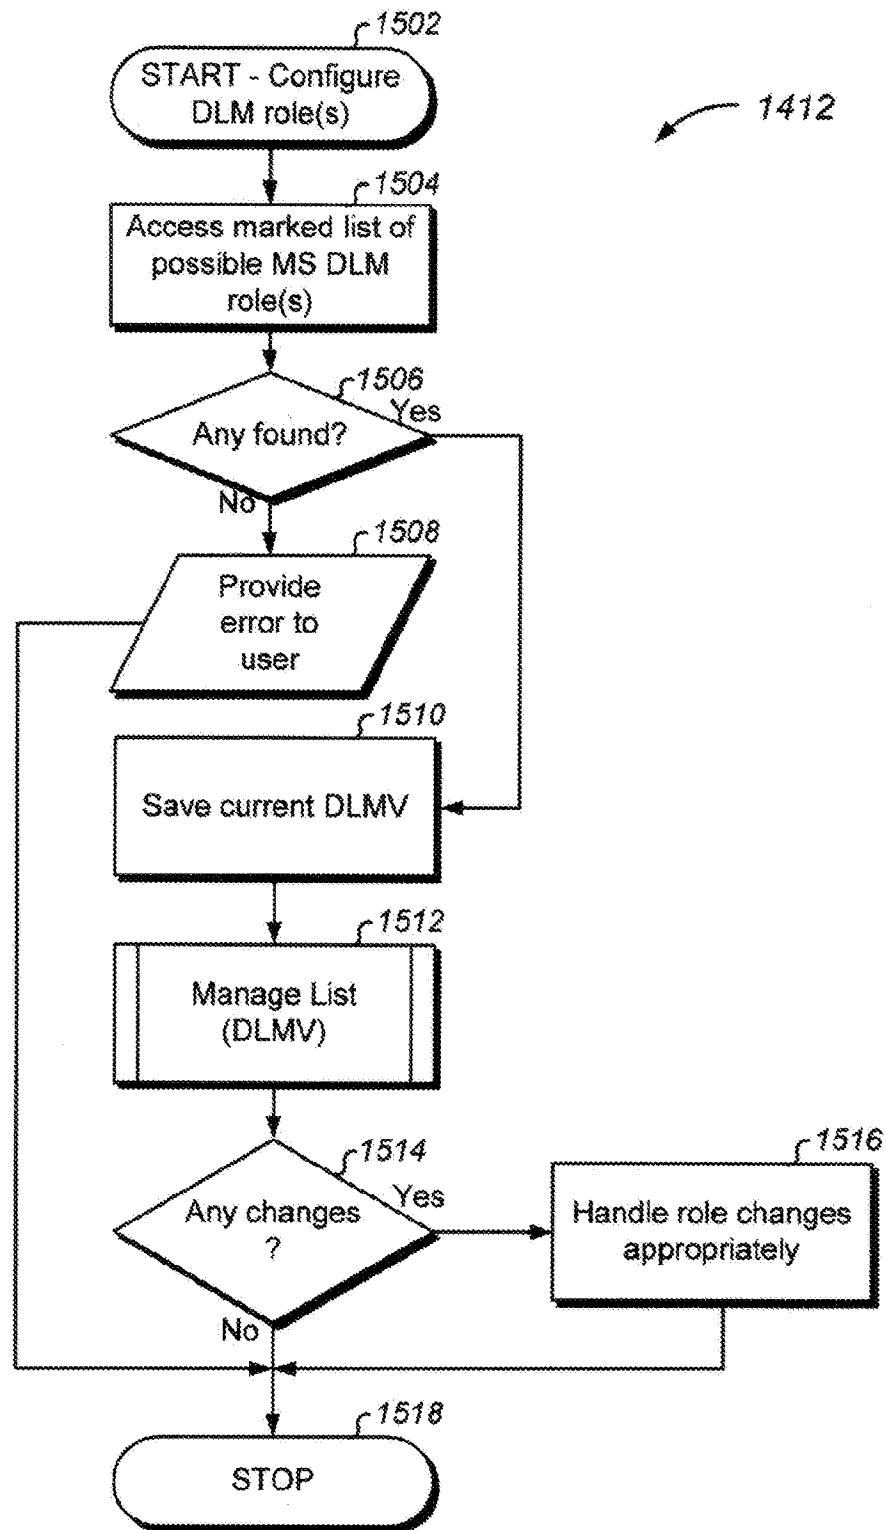 1502
START - Configure
DLM role(s)
1412
1504
Access marked list of
possible MS DLM
role(s)
1506
Yes
Any found?
No
1508
Provide
error to
user
1510
Save current DLMV
1512
Manage List
(DLMV)
1514
Yes
Any changes
?
No
1516
Handle role changes
appropriately
1518
STOP